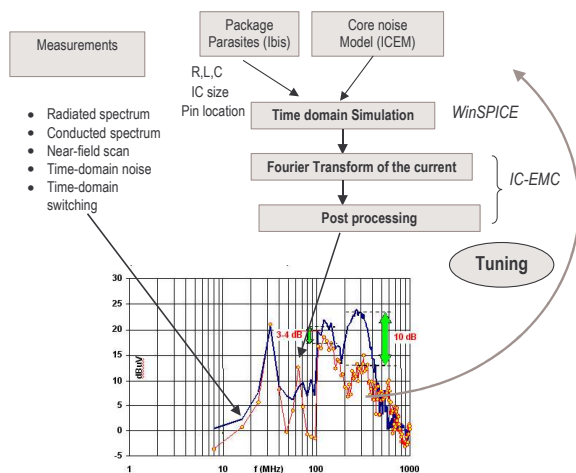 Measurements
Package
Parasites (Ibis)
Core noise
Model (ICEM)
R,L,C
IC size
Pin location
Time domain Simulation
WinSPICE
Fourier Transform of the current
IC-EMC
Post processing
• Radiated spectrum
• Conducted spectrum
• Near-field scan
• Time-domain noise
• Time-domain
switching
Tuning
30
25
20
15
10
5
0
-5
dBuV
3-4 dB
10 dB
1
10
f (MHz)
100
1000